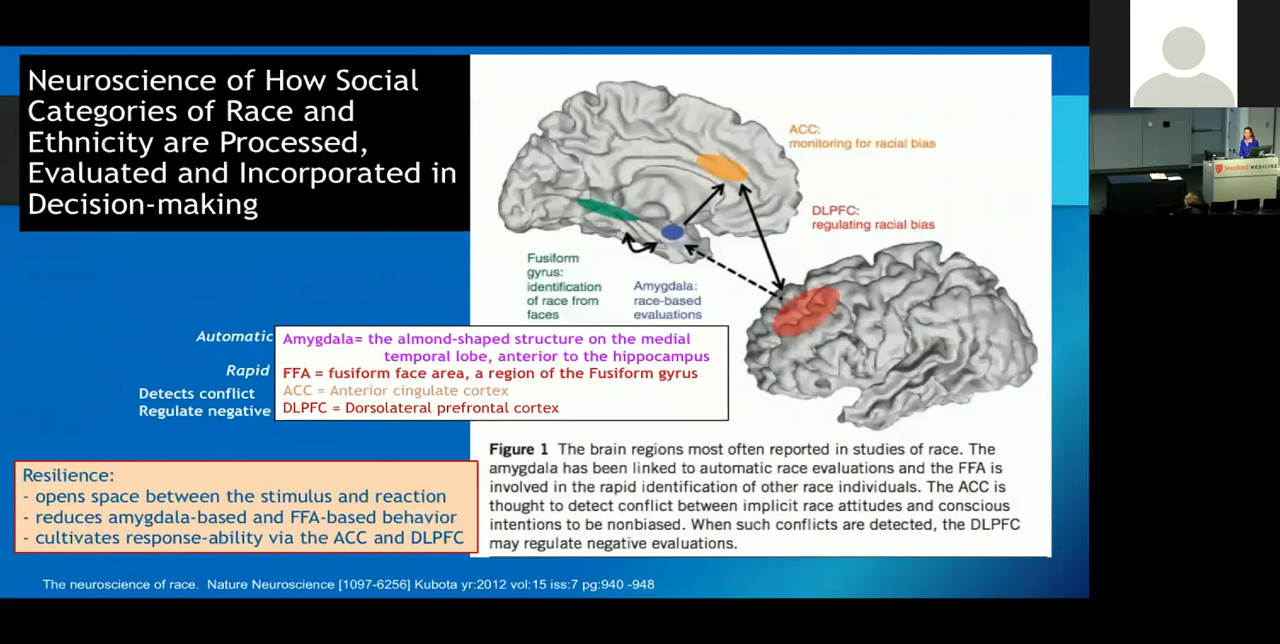 Neuroscience of How Social
Categories of Race and
Ethnicity are Processed,
Evaluated and Incorporated in
Decision-making
ACC:
monitoring for racial bias
DLPFC:
regulating racial bias
Fusiform
gyrus:
identification
of race from
faces
Amygdala:
race-based
evaluations
Automatic
Rapid
Detects conflict
Regulate negative
Amygdala= the almond-shaped structure on the medial
temporal lobe, anterior to the hippocampus
FFA = fusiform face area, a region of the Fusiform gyrus
ACC = Anterior cingulate cortex
DLPFC = Dorsolateral prefrontal cortex
Figure 1 The brain regions most often reported in studies of race. The
amygdala has been linked to automatic race evaluations and the FFA is
involved in the rapid identification of other race individuals. The ACC is
thought to detect conflict between implicit race attitudes and conscious
intentions to be nonbiased. When such conflicts are detected, the DLPFC
may regulate negative evaluations.
Resilience:
- opens space between the stimulus and reaction
- reduces amygdala-based and FFA-based behavior
- cultivates response-ability via the ACC and DLPFC
The neuroscience of race. Nature Neuroscience [1097-6256] Kubota yr:2012 vol:15 iss:7 pg:940 -948
Stanford MEDICINE